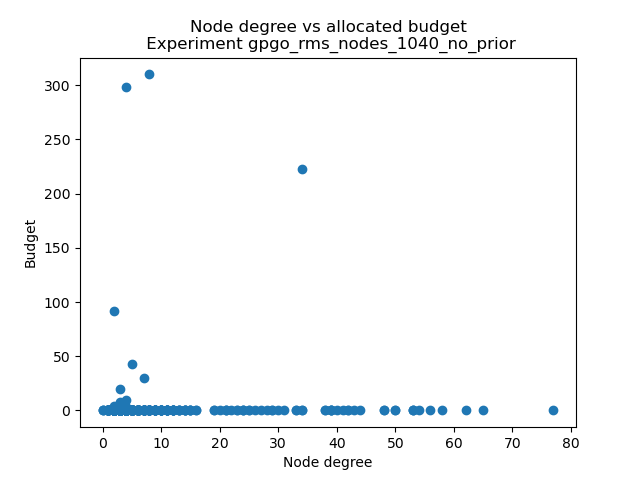 Node degree vs allocated budget
Experiment gpgo_rms_nodes_1040_no_prior
300
250
200
150
100
50
0
Budget
0 10 20 30 40 50 60 70 80
Node degree